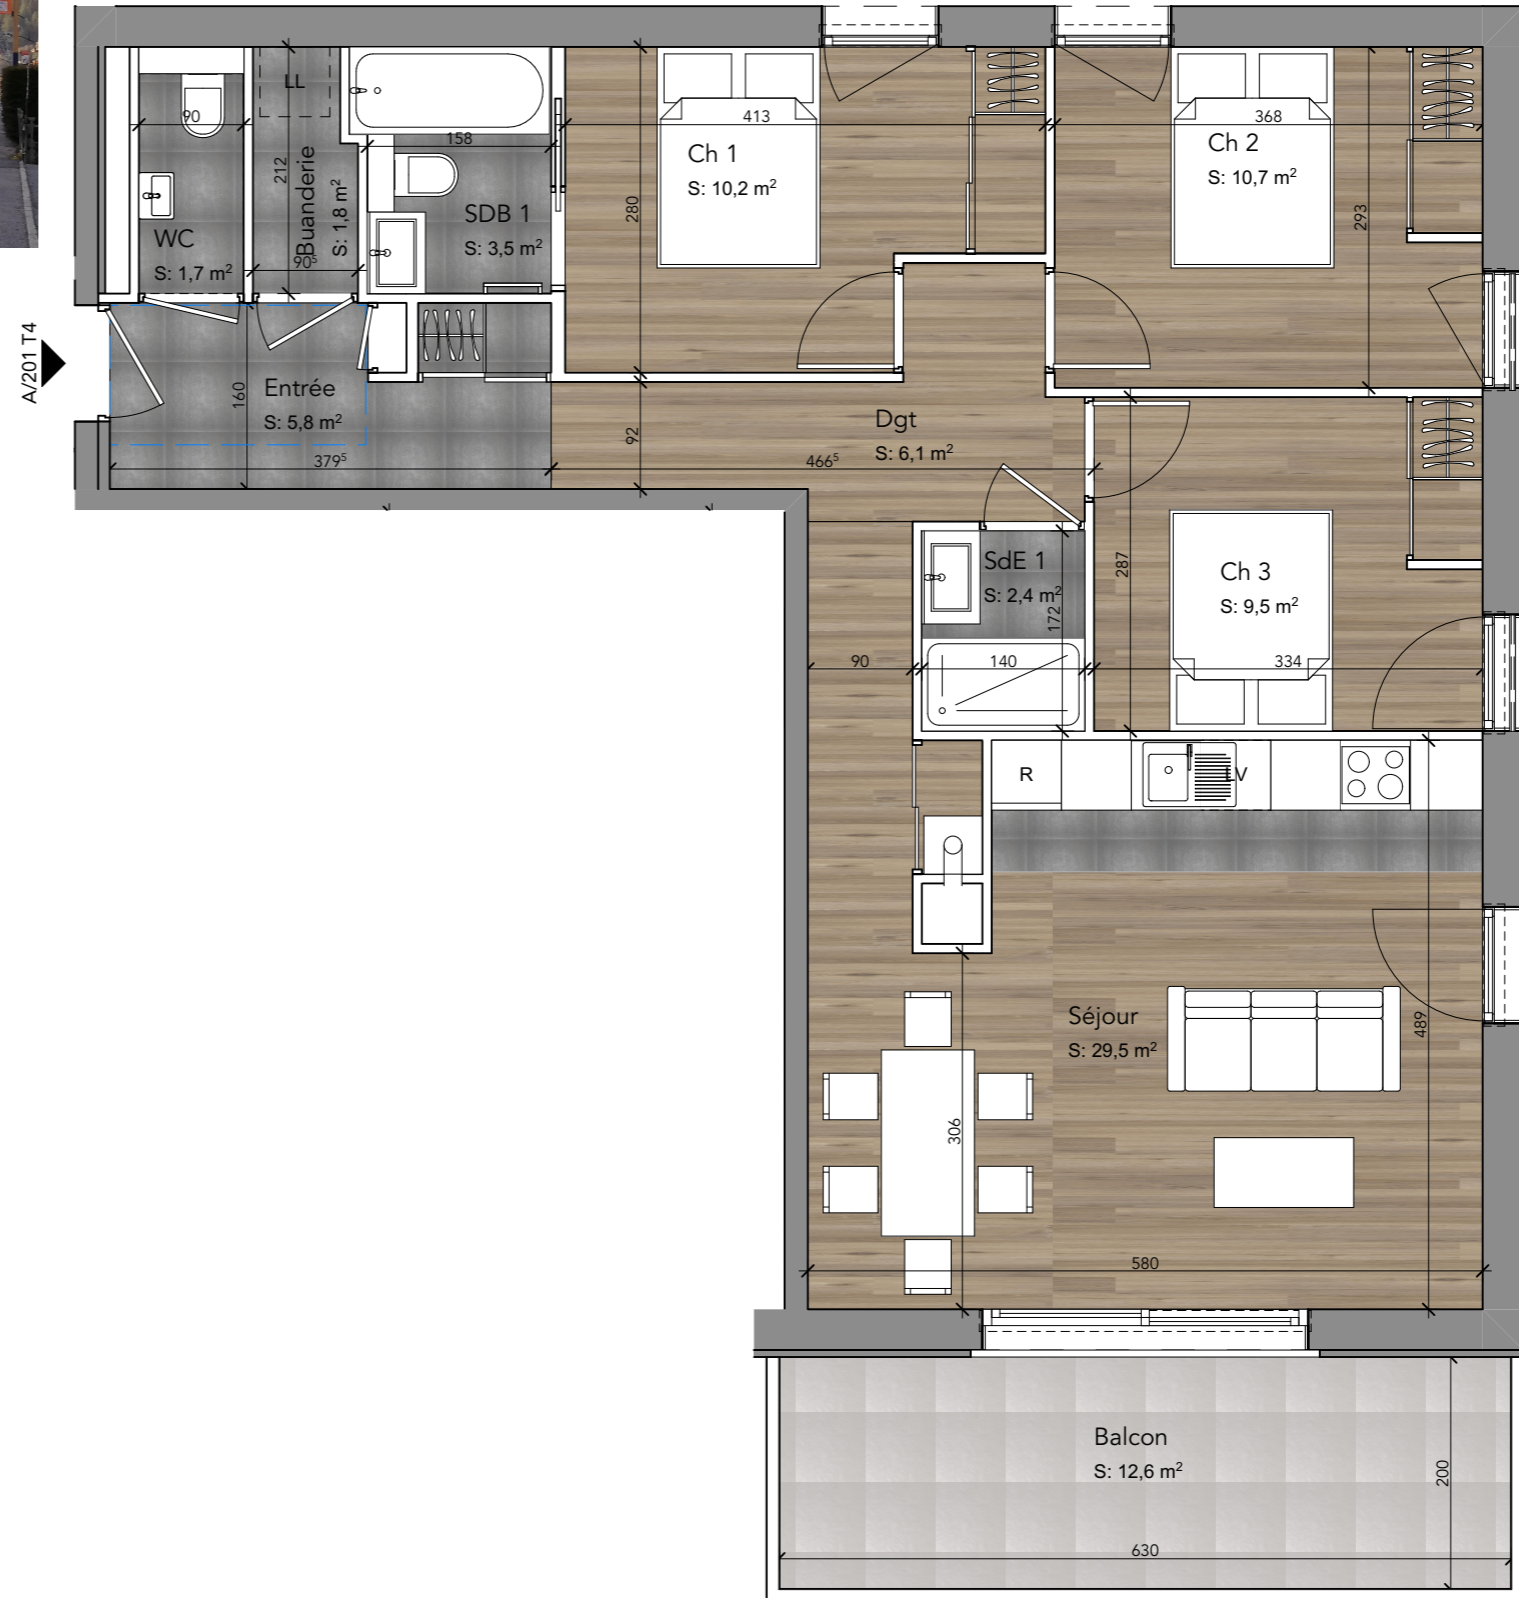 LL
90
413
368
158
Ch 1
S: 10,2 m²
Ch 2
S: 10,7 m²
212
Buanderie
S: 1,8 m²
280
293
SDB 1
S: 3,5 m²
WC
S: 1,7 m²
90⁵
A/201 T4
Entrée
S: 5,8 m²
160
92
Dgt
S: 6,1 m²
379⁵
466⁵
SdE 1
S: 2,4 m²
172
287
Ch 3
S: 9,5 m²
90
140
334
R
LV
Séjour
S: 29,5 m²
489
306
580
Balcon
S: 12,6 m²
200
630